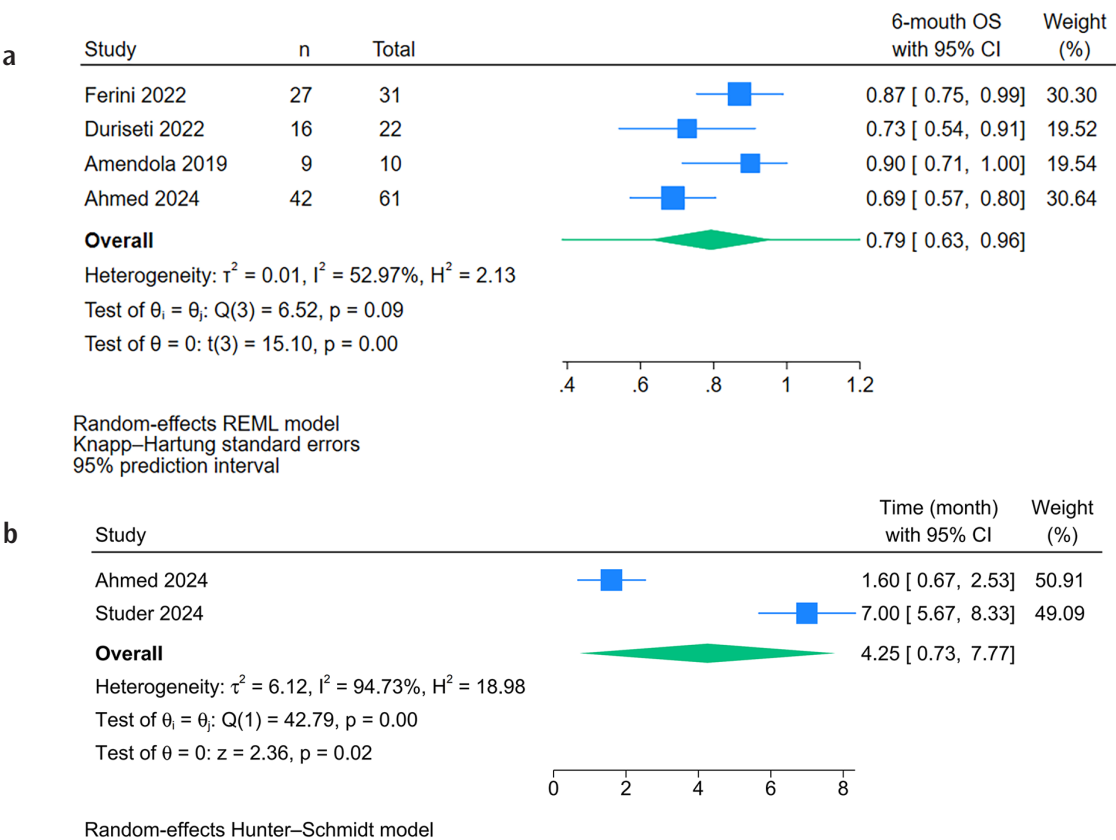 a
6-mouth OS Weight
Study n Total with 95% CI (%)
Ferini 2022 27 31 0.87 [ 0.75, 0.99] 30.30
Duriseti 2022 16 22 0.73 [ 0.54, 0.91] 19.52
Amendola 2019 9 10 0.90 [ 0.71, 1.00] 19.54
Ahmed 2024 42 61 0.69 [ 0.57, 0.80] 30.64
Overall 0.79 [ 0.63, 0.96]
Heterogeneity: τ² = 0.01, I² = 52.97%, H² = 2.13
Test of θi = θj: Q(3) = 6.52, p = 0.09
Test of θ = 0: t(3) = 15.10, p = 0.00
.4 .6 .8 1 1.2
Random-effects REML model
Knapp–Hartung standard errors
95% prediction interval
b
Time (month) Weight
Study with 95% CI (%)
Ahmed 2024 1.60 [ 0.67, 2.53] 50.91
Studer 2024 7.00 [ 5.67, 8.33] 49.09
Overall 4.25 [ 0.73, 7.77]
Heterogeneity: τ² = 6.12, I² = 94.73%, H² = 18.98
Test of θi = θj: Q(1) = 42.79, p = 0.00
Test of θ = 0: z = 2.36, p = 0.02
0 2 4 6 8
Random-effects Hunter–Schmidt model